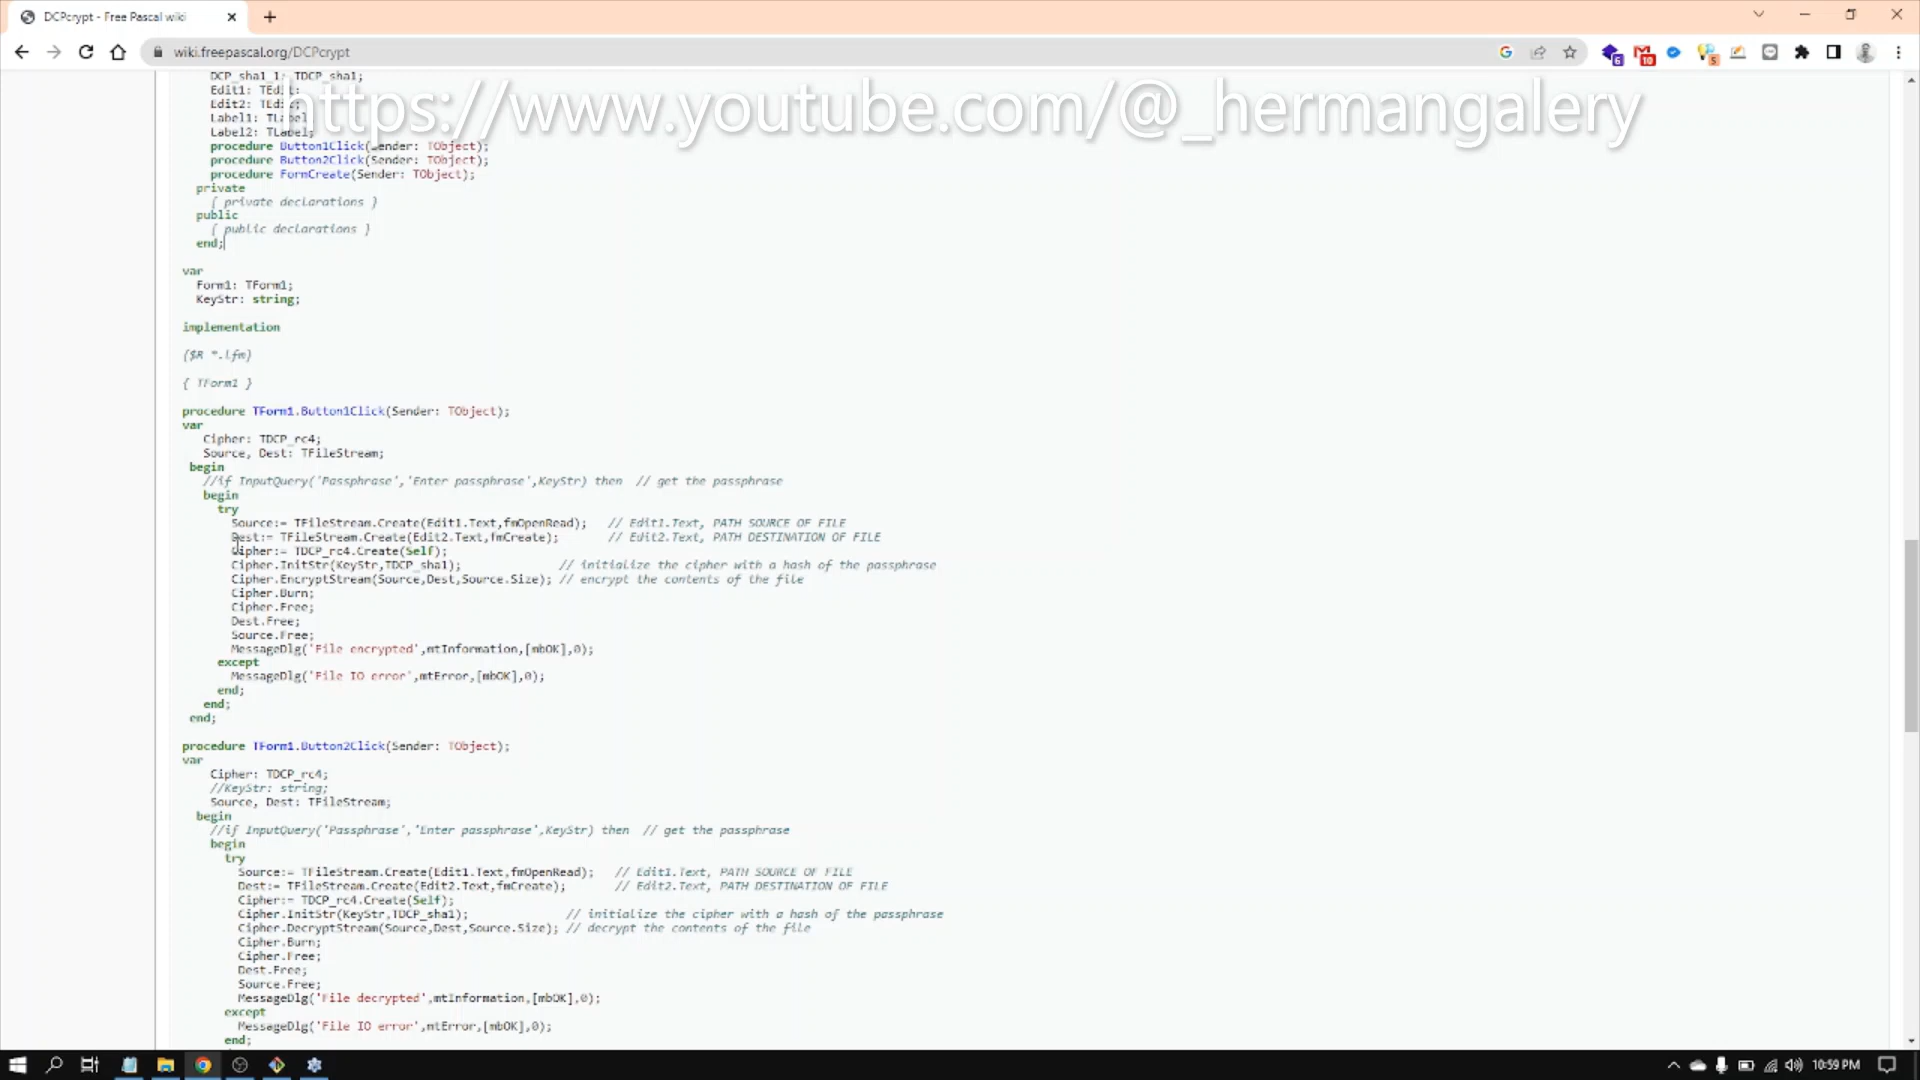 DCPcrypt - Free Pascal wiki
wiki.freepascal.org/DCPcrypt
6
10
5
https://www.youtube.com/@_hermangalery
DCP_sha1_1: TDCP_sha1;
Edit1: TEdit;
Edit2: TEdit;
Label1: TLabel;
Label2: TLabel;
procedure Button1Click(Sender: TObject);
procedure Button2Click(Sender: TObject);
procedure FormCreate(Sender: TObject);
private
{ private declarations }
public
{ public declarations }
end;
var
Form1: TForm1;
KeyStr: string;
implementation
{$R *.lfm}
{ TForm1 }
procedure TForm1.Button1Click(Sender: TObject);
var
Cipher: TDCP_rc4;
Source, Dest: TFileStream;
begin
//if InputQuery('Passphrase','Enter passphrase',KeyStr) then // get the passphrase
begin
try
Source:= TFileStream.Create(Edit1.Text,fmOpenRead); // Edit1.Text, PATH SOURCE OF FILE
Dest:= TFileStream.Create(Edit2.Text,fmCreate); // Edit2.Text, PATH DESTINATION OF FILE
Cipher:= TDCP_rc4.Create(Self);
Cipher.InitStr(KeyStr,TDCP_sha1); // initialize the cipher with a hash of the passphrase
Cipher.EncryptStream(Source,Dest,Source.Size); // encrypt the contents of the file
Cipher.Burn;
Cipher.Free;
Dest.Free;
Source.Free;
MessageDlg('File encrypted',mtInformation,[mbOK],0);
except
MessageDlg('File IO error',mtError,[mbOK],0);
end;
end;
end;
procedure TForm1.Button2Click(Sender: TObject);
var
Cipher: TDCP_rc4;
//KeyStr: string;
Source, Dest: TFileStream;
begin
//if InputQuery('Passphrase','Enter passphrase',KeyStr) then // get the passphrase
begin
try
Source:= TFileStream.Create(Edit1.Text,fmOpenRead); // Edit1.Text, PATH SOURCE OF FILE
Dest:= TFileStream.Create(Edit2.Text,fmCreate); // Edit2.Text, PATH DESTINATION OF FILE
Cipher:= TDCP_rc4.Create(Self);
Cipher.InitStr(KeyStr,TDCP_sha1); // initialize the cipher with a hash of the passphrase
Cipher.DecryptStream(Source,Dest,Source.Size); // decrypt the contents of the file
Cipher.Burn;
Cipher.Free;
Dest.Free;
Source.Free;
MessageDlg('File decrypted',mtInformation,[mbOK],0);
except
MessageDlg('File IO error',mtError,[mbOK],0);
end;
10:59 PM